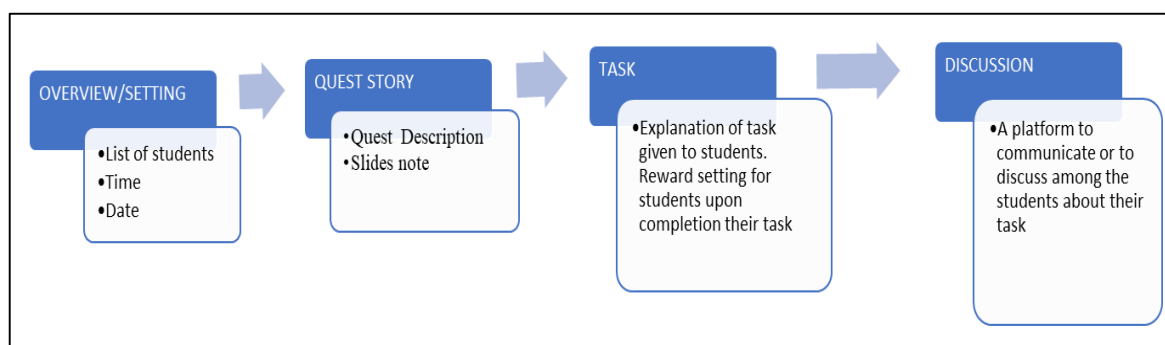 OVERVIEW/SETTING
•List of students
•Time
•Date
QUEST STORY
•Quest Description
•Slides note
TASK
•Explanation of task
given to students.
Reward setting for
students upon
completion their task
DISCUSSION
•A platform to
communicate or to
discuss among the
students about their
task